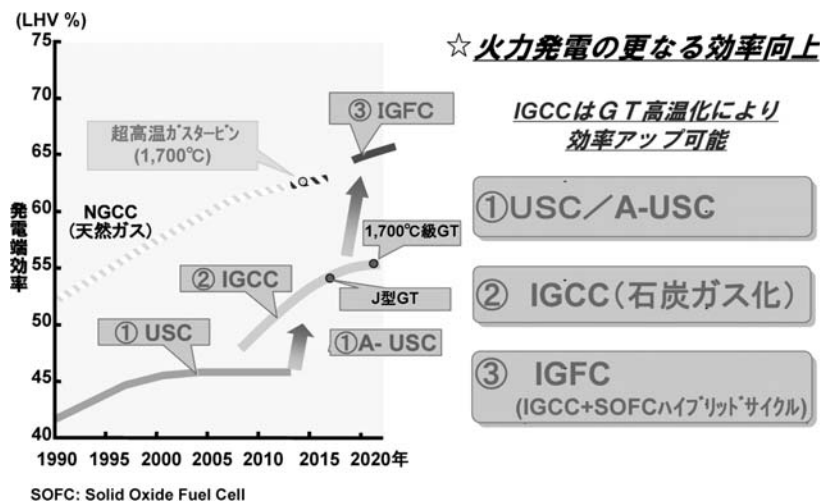 (LHV %)
75
70
65
60
55
50
45
40
発電端効率
1990 1995 2000 2005 2010 2015 2020年
超高温ｶﾞｽﾀｰﾋﾞﾝ
(1,700℃)
NGCC
(天然ガス)
③ IGFC
1,700℃級GT
② IGCC
J型GT
① USC
①A- USC
SOFC: Solid Oxide Fuel Cell
☆火力発電の更なる効率向上
IGCCはＧＴ高温化により
効率アップ可能
①USC／A-USC
② IGCC（石炭ガス化）
③ IGFC
(IGCC+SOFCﾊｲﾌﾞﾘｯﾄﾞｻｲｸﾙ)